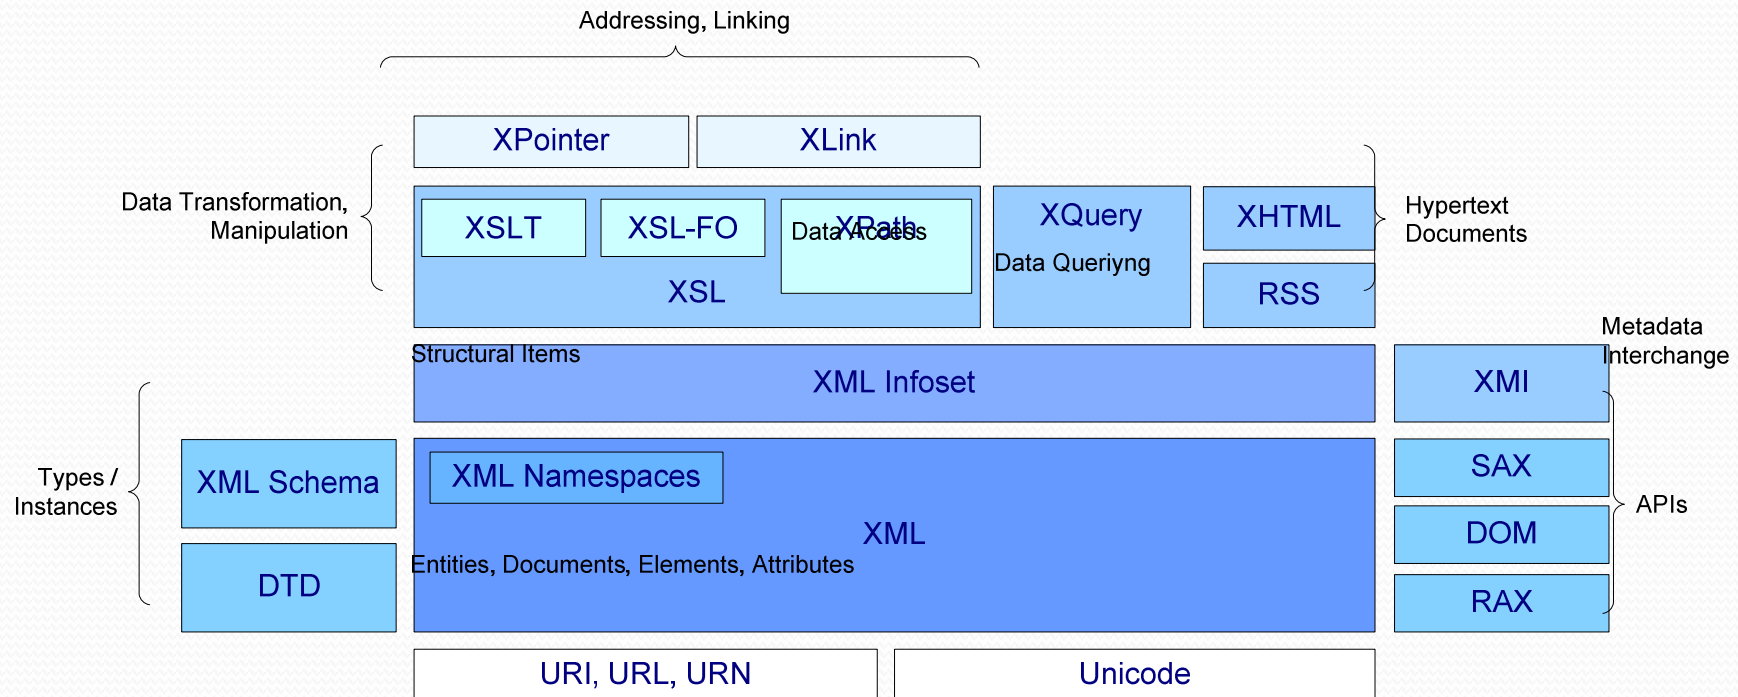 Addressing, Linking
XPointer
XLink
Data Transformation,
Manipulation
XSLT
XSL-FO
XPath
Data Access
XSL
XQuery
Data Queriyng
XHTML
RSS
Hypertext
Documents
Structural Items
XML Infoset
XMI
Metadata
Interchange
Types /
Instances
XML Schema
DTD
XML Namespaces
XML
Entities, Documents, Elements, Attributes
SAX
DOM
RAX
APIs
URI, URL, URN
Unicode